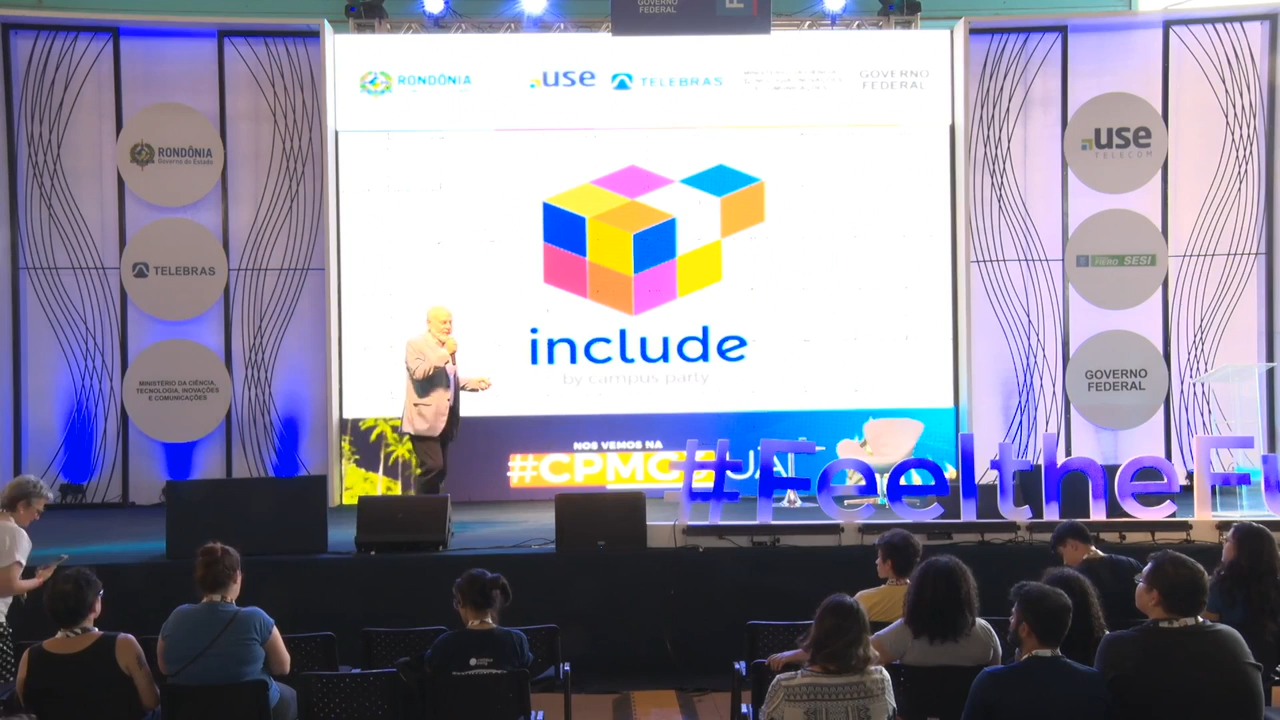 GOVERNO
FEDERAL
RONDÔNIA
use
TELEBRAS
GOVERNO
FEDERAL
include
by campus party
RONDÔNIA
Governo do Estado
TELEBRAS
MINISTÉRIO DA CIÊNCIA,
TECNOLOGIA, INOVAÇÕES
E COMUNICAÇÕES
use
TELECOM
FIERO SESI
GOVERNO
FEDERAL
NOS VEMOS NA
#FeeltheFu